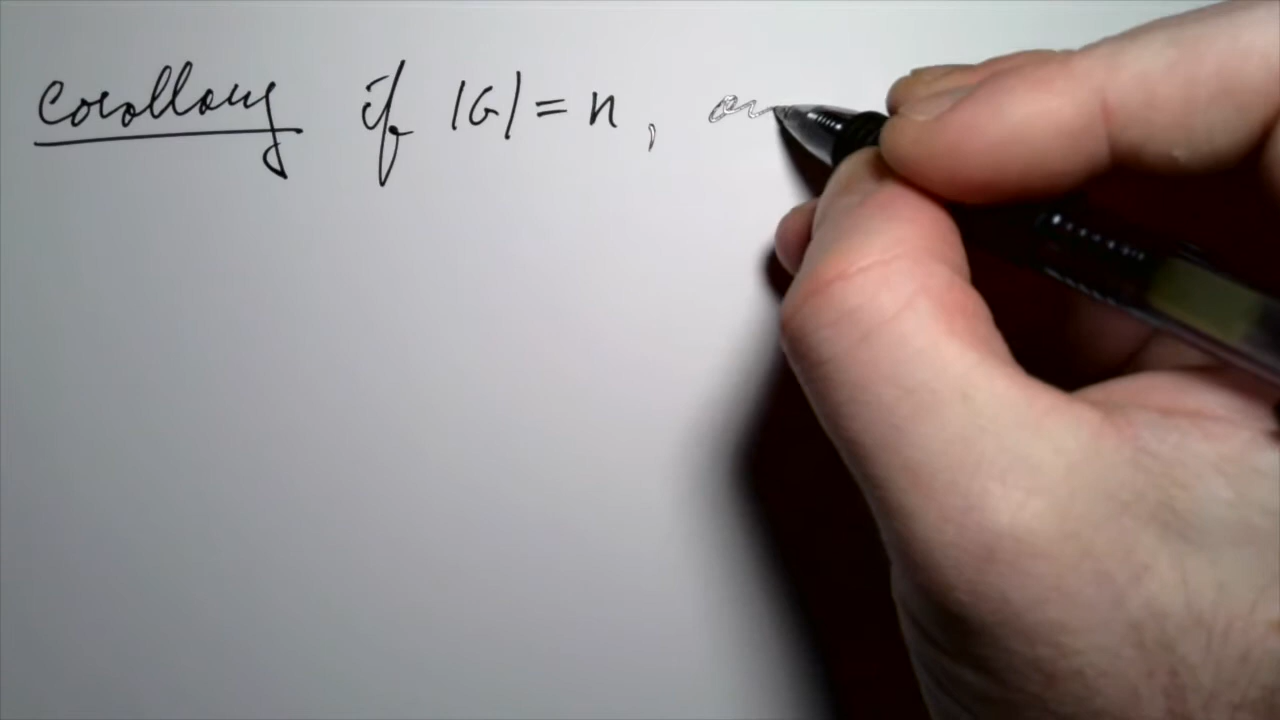 Corollary if |G| = n,